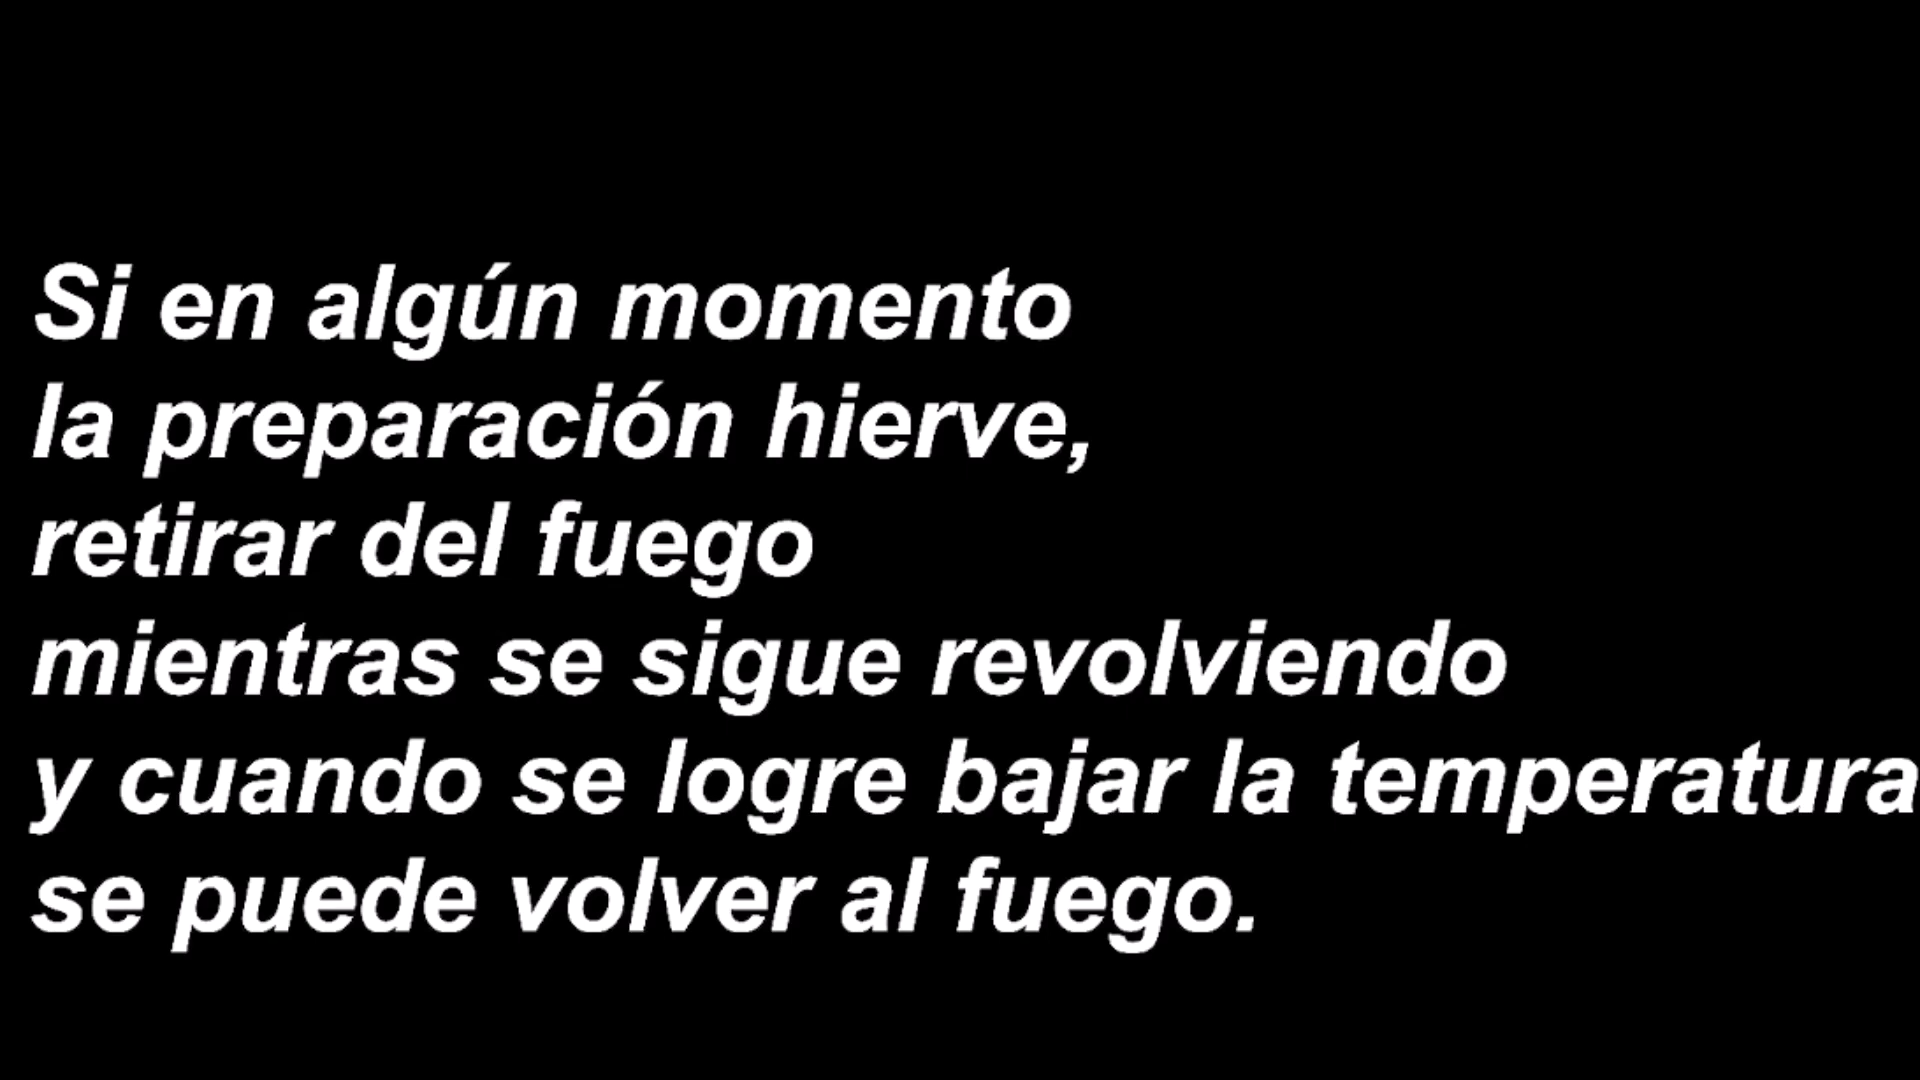 Si en algún momento
la preparación hierve,
retirar del fuego
mientras se sigue revolviendo
y cuando se logre bajar la temperatura
se puede volver al fuego.